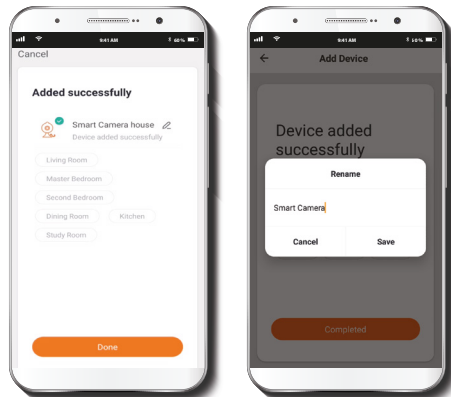 9:41 AM
60%
Cancel
Added successfully
Smart Camera house
Device added successfully
Living Room
Master Bedroom
Second Bedroom
Dining Room
Kitchen
Study Room
Done
9:41 AM
50%
Add Device
Device added
successfully
Rename
Smart Camera
Cancel
Save
Completed